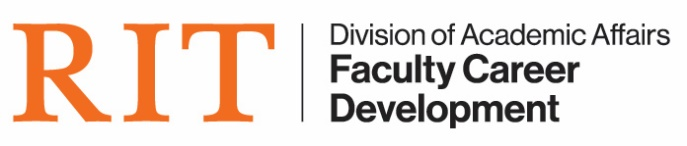 RIT
Division of Academic Affairs
Faculty Career
Development